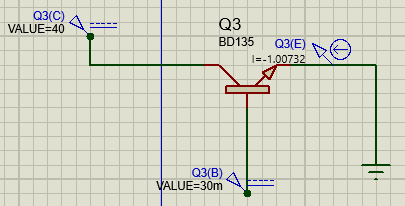 Q3(C)
VALUE=40
Q3
BD135
Q3(E)
I=-1.00732
Q3(B)
VALUE=30m